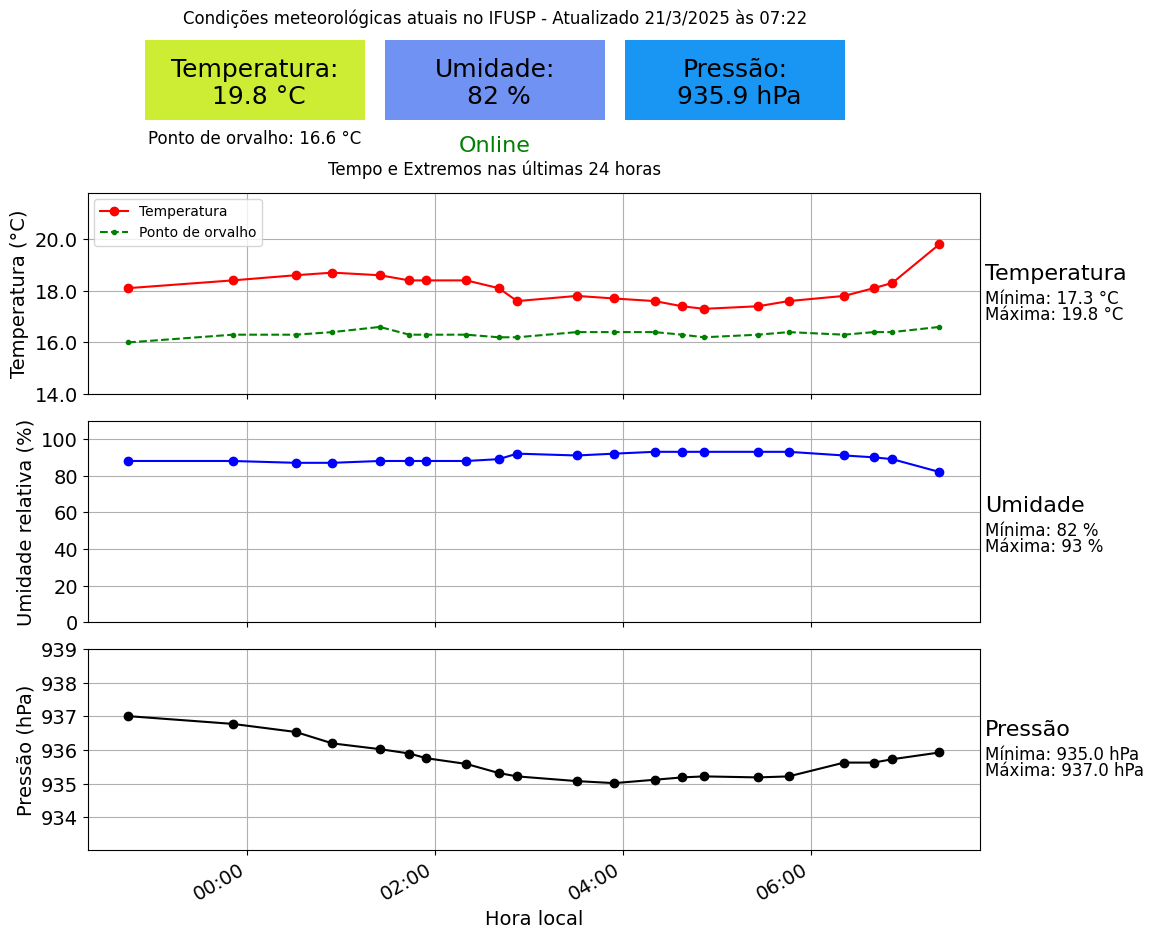 Condições meteorológicas atuais no IFUSP - Atualizado 21/3/2025 às 07:22
Temperatura:
19.8 °C
Umidade:
82 %
Pressão:
935.9 hPa
Ponto de orvalho: 16.6 °C
Online
Tempo e Extremos nas últimas 24 horas
Temperatura (°C)
20.0
18.0
16.0
14.0
Temperatura
Ponto de orvalho
Temperatura
Mínima: 17.3 °C
Máxima: 19.8 °C
Umidade relativa (%)
100
80
60
40
20
0
Umidade
Mínima: 82 %
Máxima: 93 %
Pressão (hPa)
939
938
937
936
935
934
Pressão
Mínima: 935.0 hPa
Máxima: 937.0 hPa
00:00
02:00
04:00
06:00
Hora local